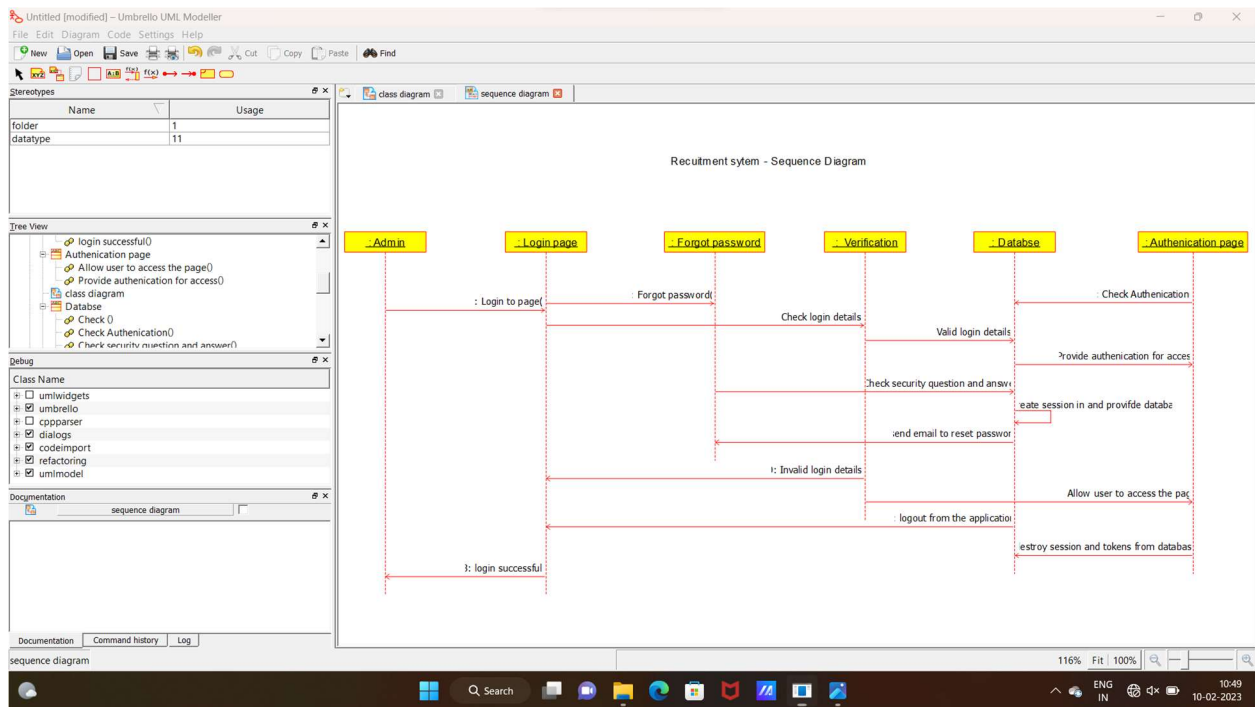 Untitled [modified] – Umbrello UML Modeller
File Edit Diagram Code Settings Help
New Open Save Cut Copy Paste Find
XYZ A:B f(x) f(x)
Stereotypes
class diagram sequence diagram
Name Usage
folder 1
datatype 11
Recuitment sytem - Sequence Diagram
Tree View
login successful()
Authenication page
Allow user to access the page()
Provide authenication for access()
class diagram
Databse
Check ()
Check Authentication()
Check security question and answer()
: Admin : Login page : Forgot password : Verification : Databse : Authenication page
: Login to page(
: Forgot password(
: Check Authenication
Check login details
Valid login details
Provide authenication for acces
Check security question and answ
eate session in and provifde databa
end email to reset passwor
: Invalid login details
Allow user to access the pag
: logout from the applicatio
estroy session and tokens from databas
3: login successful
Debug
Class Name
umlwidgets
umbrello
cppparser
dialogs
codeimport
refactoring
umlmodel
Documentation
sequence diagram
Documentation Command history Log
sequence diagram
116% Fit 100%
Search
ENG
IN
10:49
10-02-2023